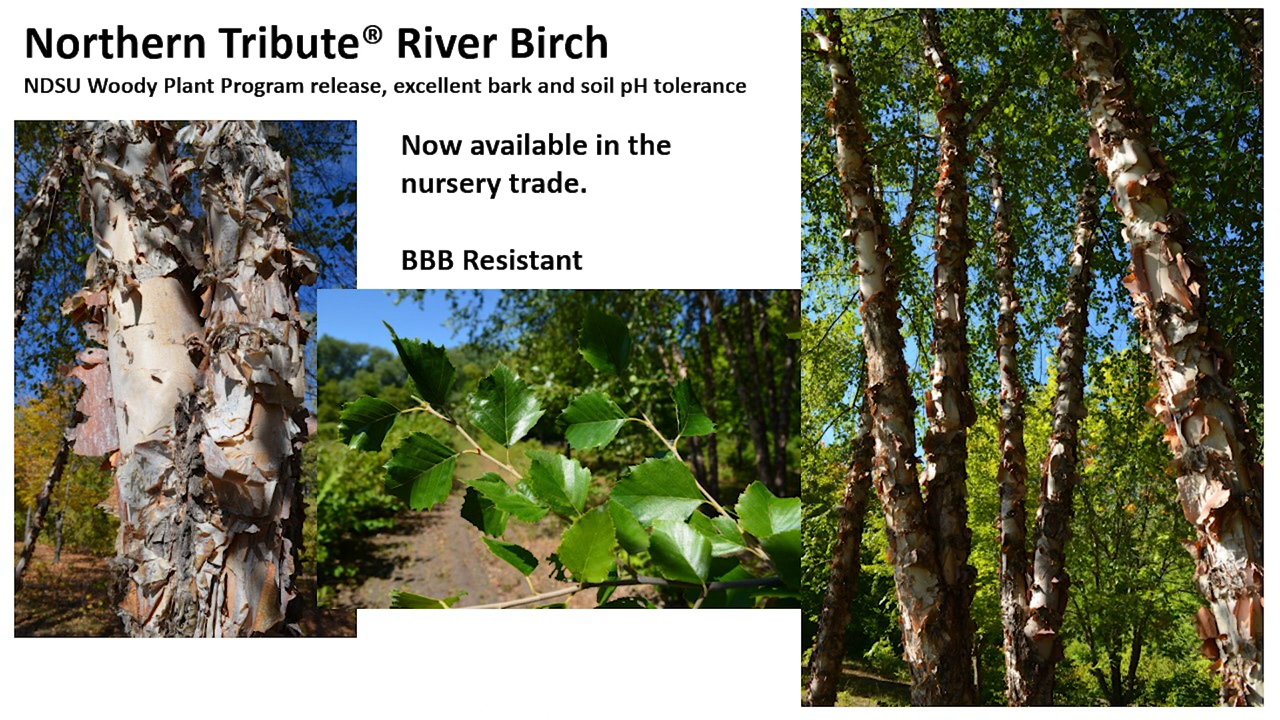 Northern Tribute® River Birch
NDSU Woody Plant Program release, excellent bark and soil pH tolerance
Now available in the
nursery trade.
BBB Resistant